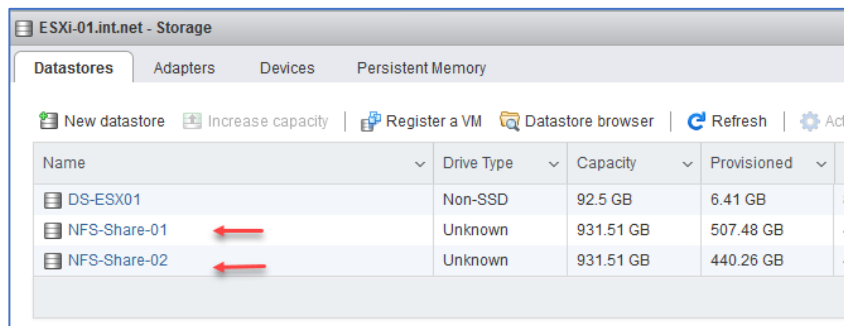 ESXi-01.int.net - Storage
Datastores Adapters Devices Persistent Memory
New datastore Increase capacity Register a VM Datastore browser Refresh Act
Name Drive Type Capacity Provisioned
DS-ESX01 Non-SSD 92.5 GB 6.41 GB
NFS-Share-01 Unknown 931.51 GB 507.48 GB
NFS-Share-02 Unknown 931.51 GB 440.26 GB